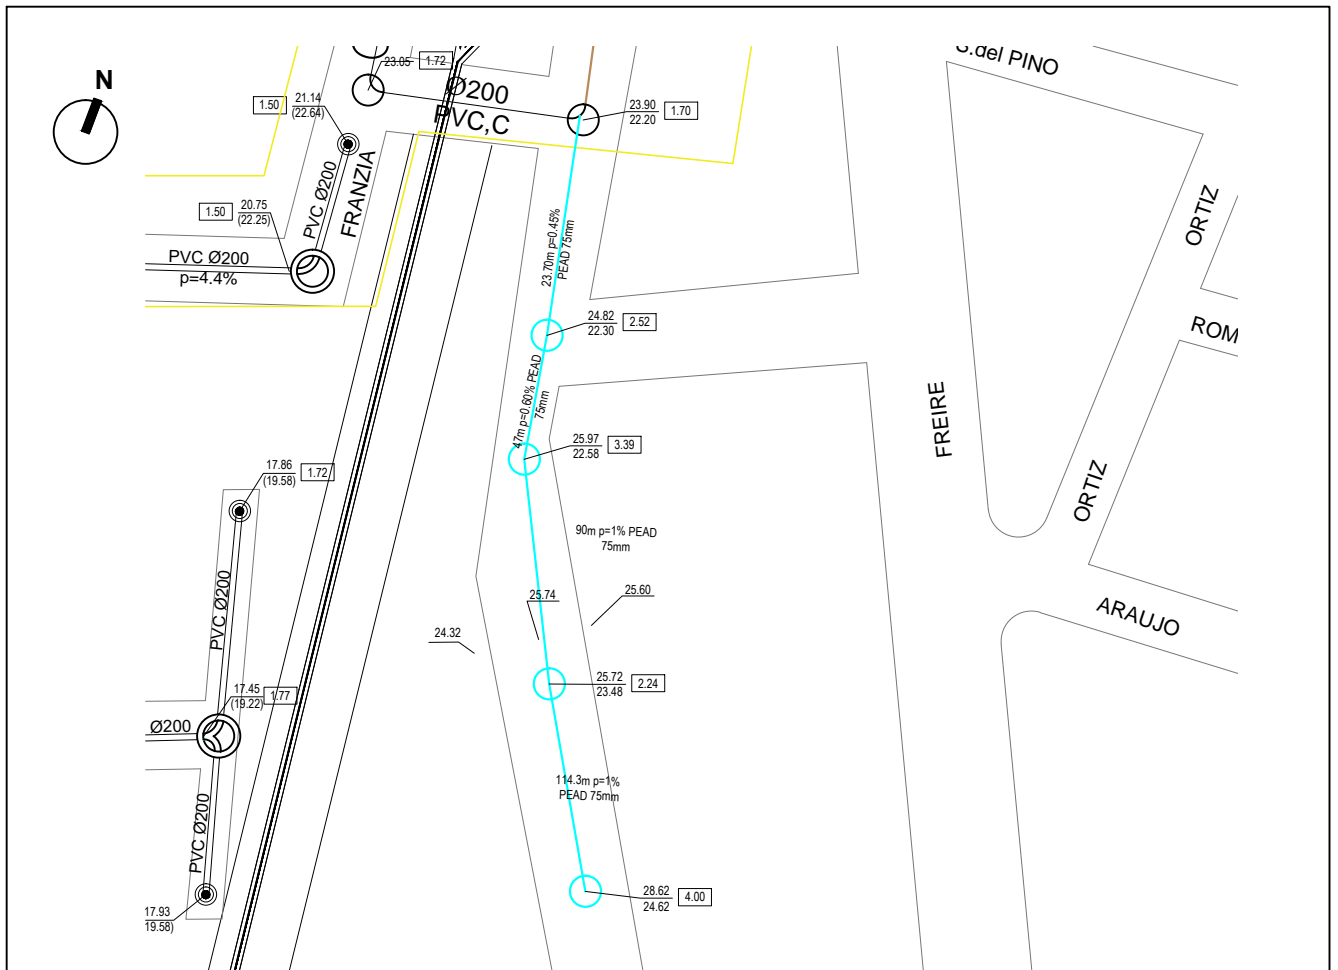 S.del PINO
N
23.05 1.72
Ø200
PVC,C
1.50 21.14
(22.64)
23.90 1.70
22.20
PVC Ø200
FRANZIA
ORTIZ
1.50 20.75
(22.25)
PVC Ø200
p=4.4%
23.70m p=0.45%
PEAD 75mm
24.82 2.52
22.30
ROM
47m p=0.60% PEAD
75mm
FREIRE
25.97 3.39
22.58
17.86 1.72
(19.58)
ORTIZ
90m p=1% PEAD
75mm
PVC Ø200
25.74
25.60
ARAUJO
24.32
25.72 2.24
23.48
17.45 1.77
(19.22)
Ø200
114.3m p=1%
PEAD 75mm
PVC Ø200
28.62 4.00
24.62
17.93
19.58)